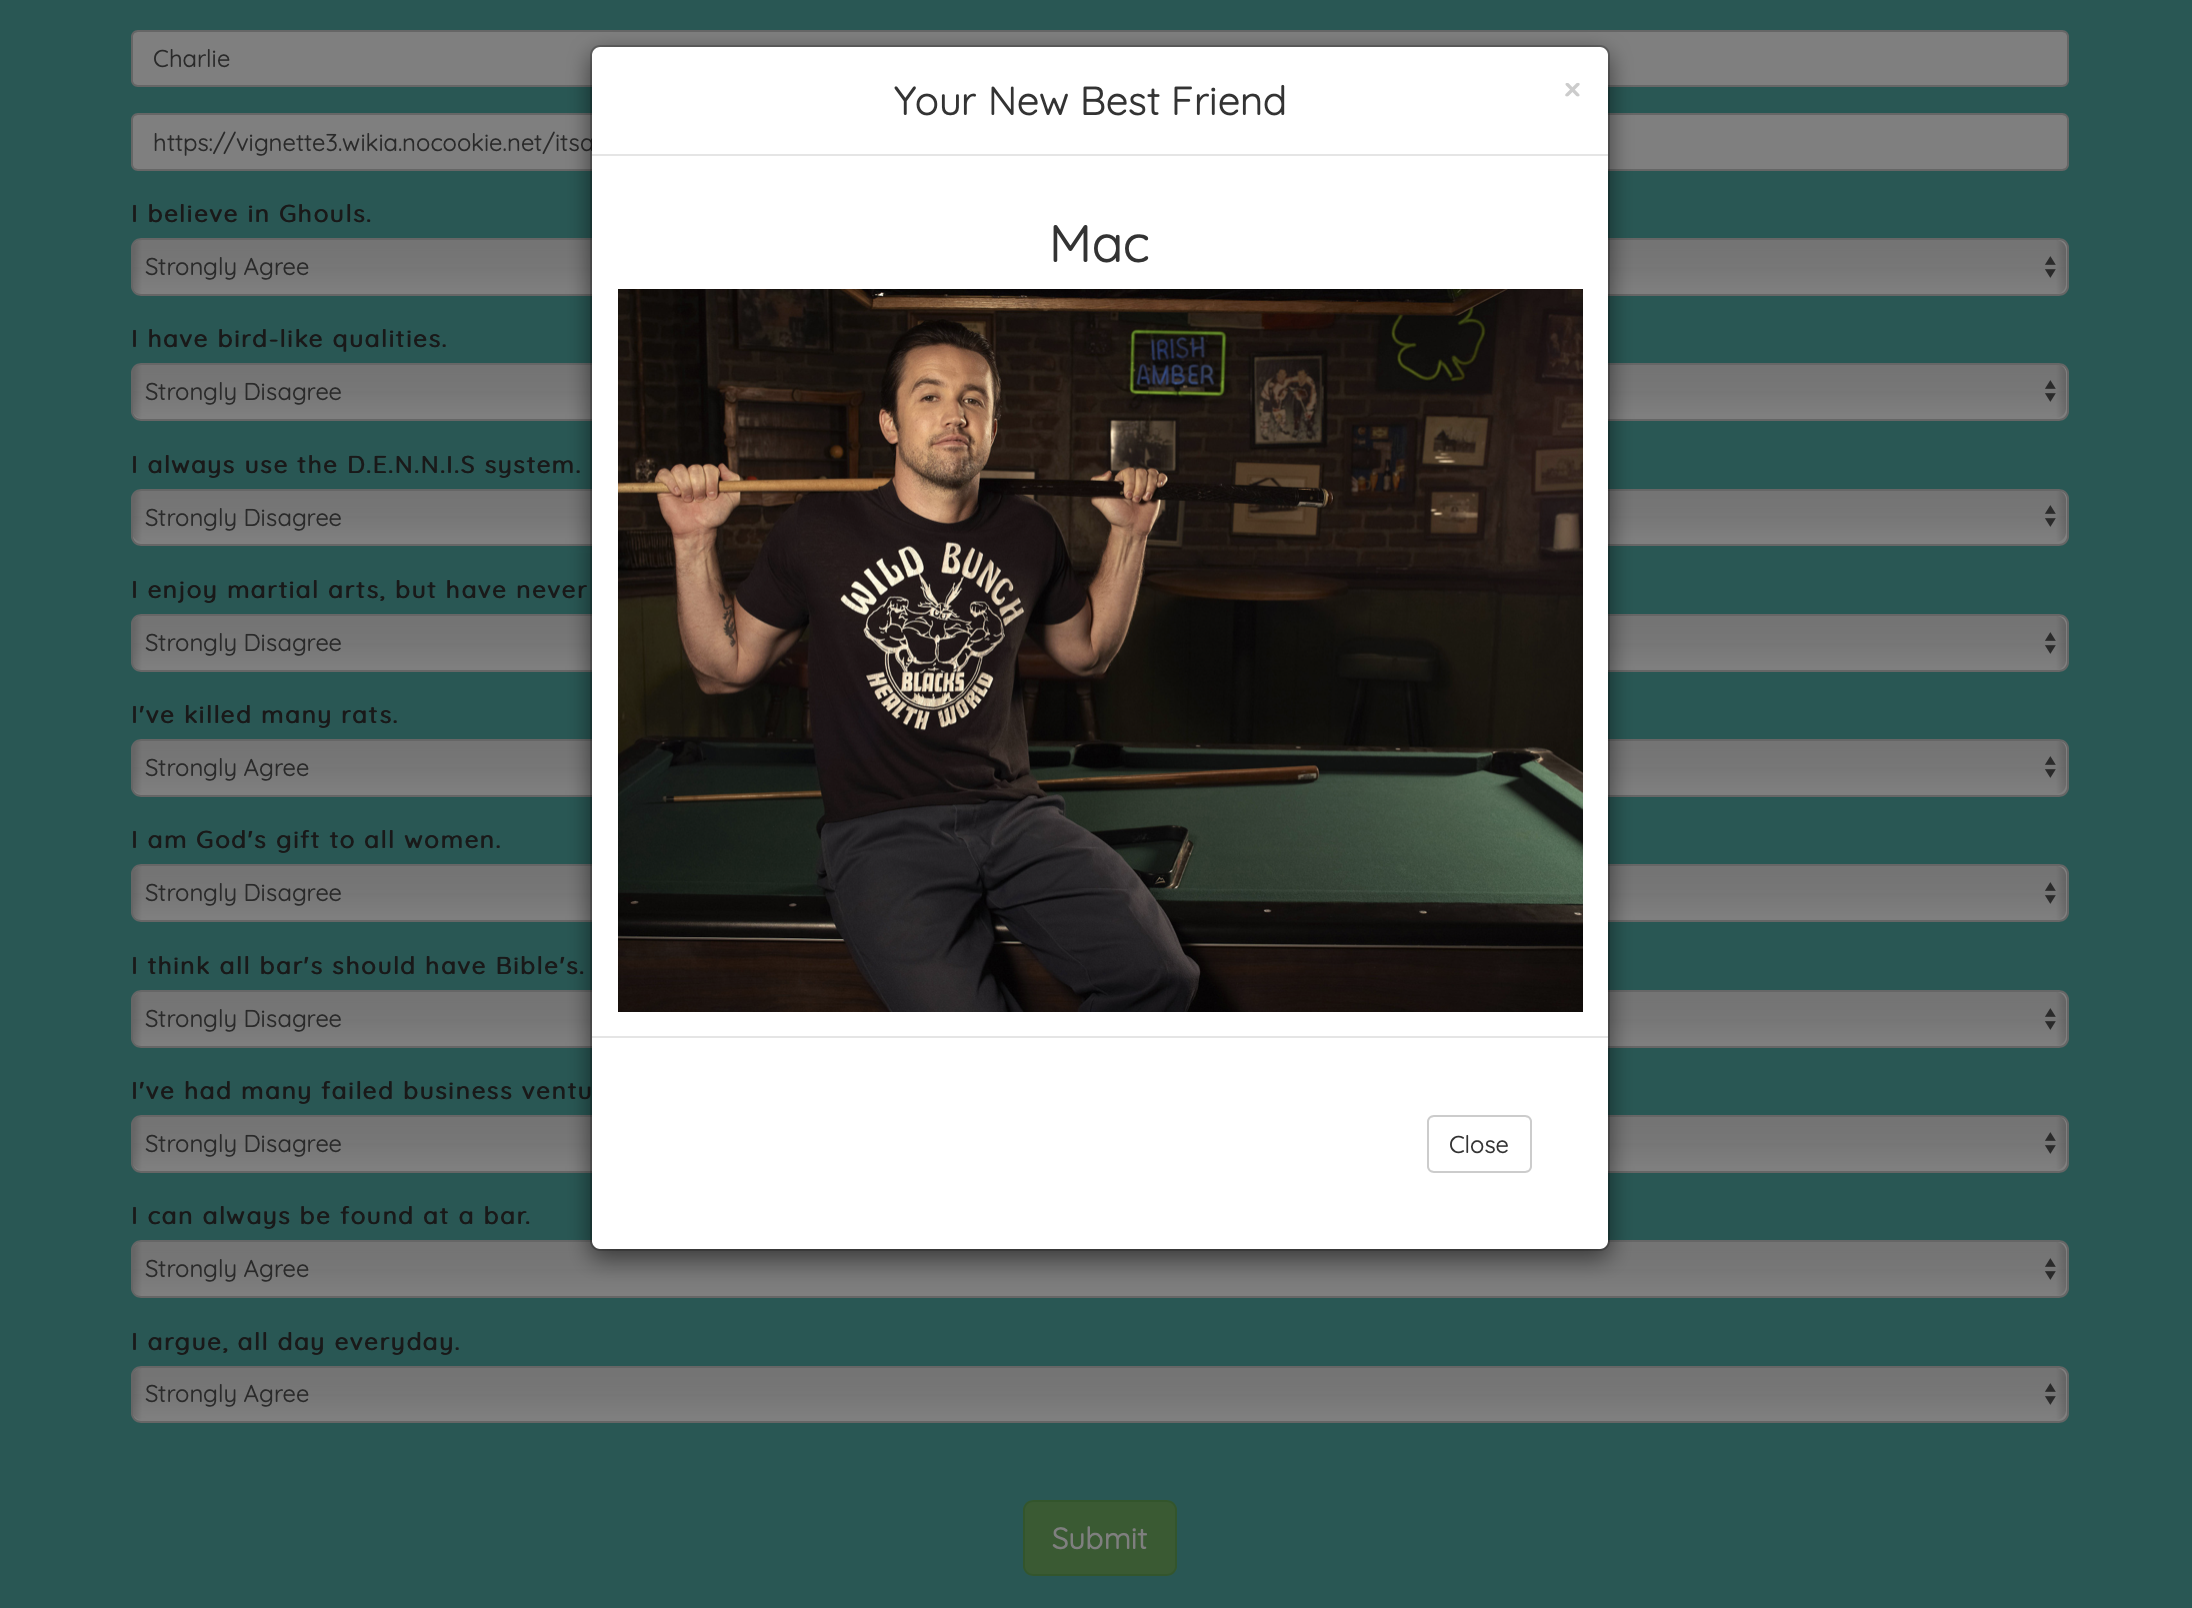 Charlie
Your New Best Friend
×
https://vignette3.wikia.nocookie.net/itsa
I believe in Ghouls.
Strongly Agree
Mac
I have bird-like qualities.
Strongly Disagree
IRISH
AMBER
I always use the D.E.N.N.I.S system.
Strongly Disagree
WILD BUNCH
BLACKS
HEALTH WORLD
I enjoy martial arts, but have never
Strongly Disagree
I've killed many rats.
Strongly Agree
I am God's gift to all women.
Strongly Disagree
I think all bar's should have Bible's.
Strongly Disagree
I've had many failed business ventu
Strongly Disagree
Close
I can always be found at a bar.
Strongly Agree
I argue, all day everyday.
Strongly Agree
Submit